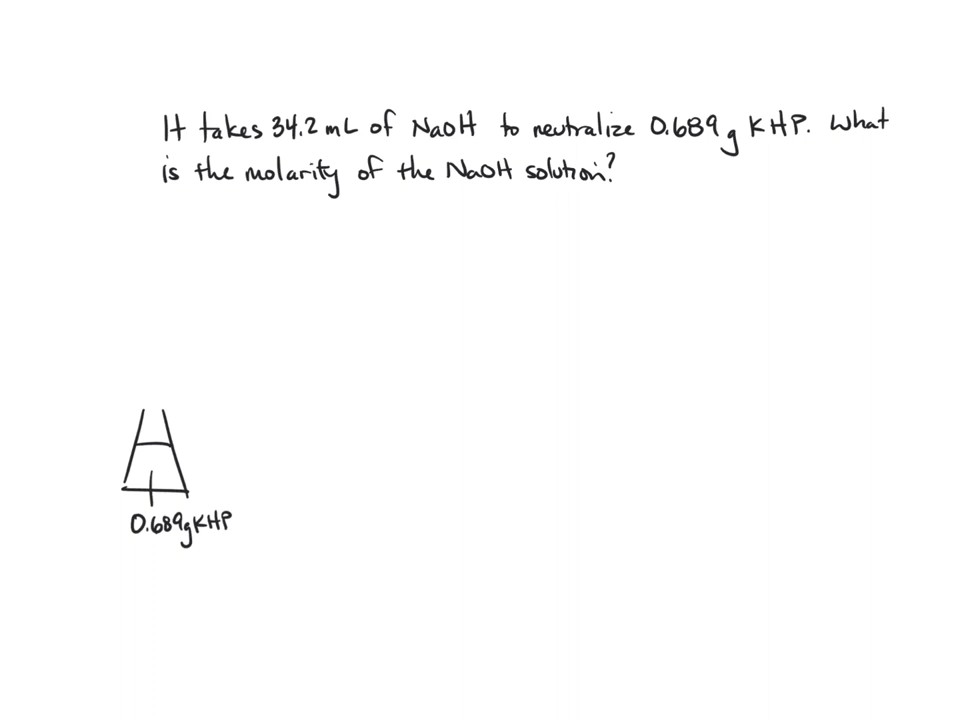 It takes 34.2 mL of NaOH to neutralize 0.689 g KHP. What
is the molarity of the NaOH solution?
0.689g KHP